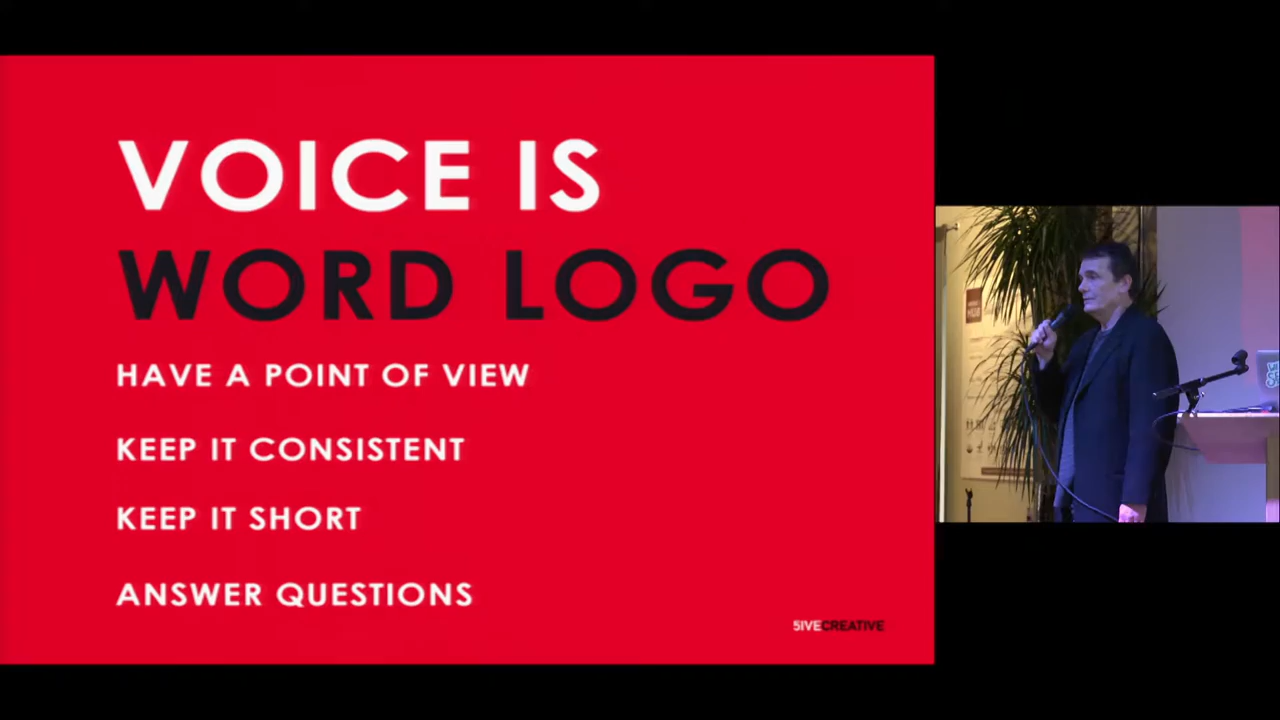 VOICE IS
WORD LOGO
HAVE A POINT OF VIEW
KEEP IT CONSISTENT
KEEP IT SHORT
ANSWER QUESTIONS
5IVECREATIVE